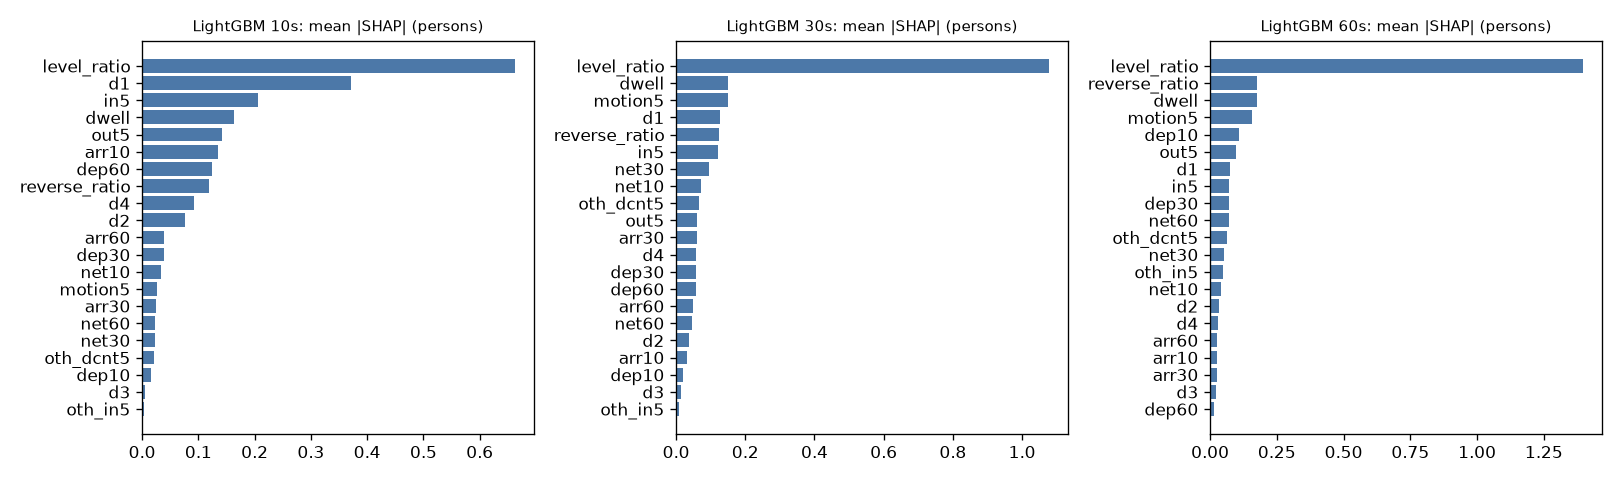 LightGBM 10s: mean |SHAP| (persons)
level_ratio
d1
in5
dwell
out5
arr10
dep60
reverse_ratio
d4
d2
arr60
dep30
net10
motion5
arr30
net60
net30
oth_dcnt5
dep10
d3
oth_in5
0.0 0.1 0.2 0.3 0.4 0.5 0.6
LightGBM 30s: mean |SHAP| (persons)
level_ratio
dwell
motion5
d1
reverse_ratio
in5
net30
net10
oth_dcnt5
out5
arr30
d4
dep30
dep60
arr60
net60
d2
arr10
dep10
d3
oth_in5
0.0 0.2 0.4 0.6 0.8 1.0
LightGBM 60s: mean |SHAP| (persons)
level_ratio
reverse_ratio
dwell
motion5
dep10
out5
d1
in5
dep30
net60
oth_dcnt5
net30
oth_in5
net10
d2
d4
arr60
arr10
arr30
d3
dep60
0.00 0.25 0.50 0.75 1.00 1.25